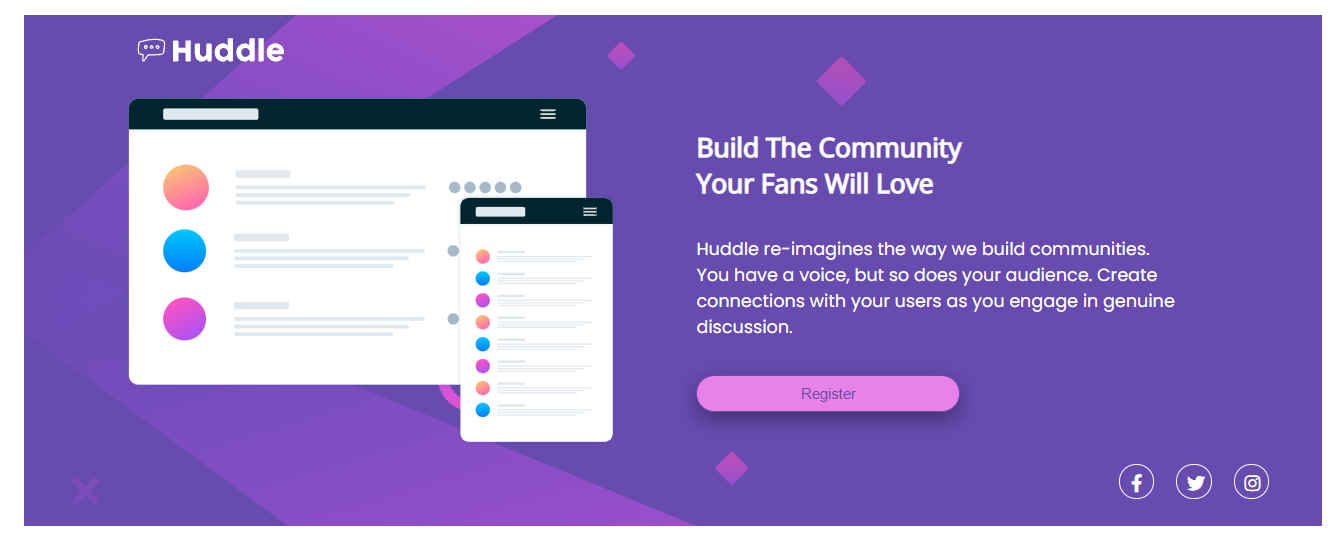 Huddle
Build The Community
Your Fans Will Love
Huddle re-imagines the way we build communities.
You have a voice, but so does your audience. Create
connections with your users as you engage in genuine
discussion.
Register